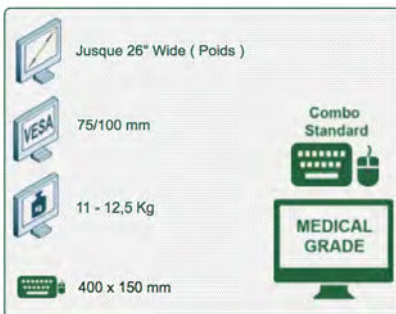 Jusque 26" Wide ( Poids )
VESA
75/100 mm
Combo
Standard
11 - 12,5 Kg
MEDICAL
GRADE
400 x 150 mm